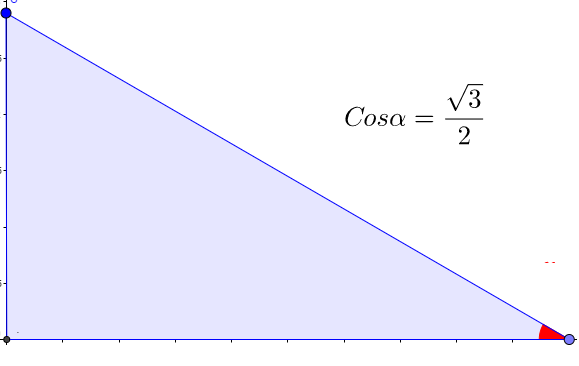 Cosα = √3/2